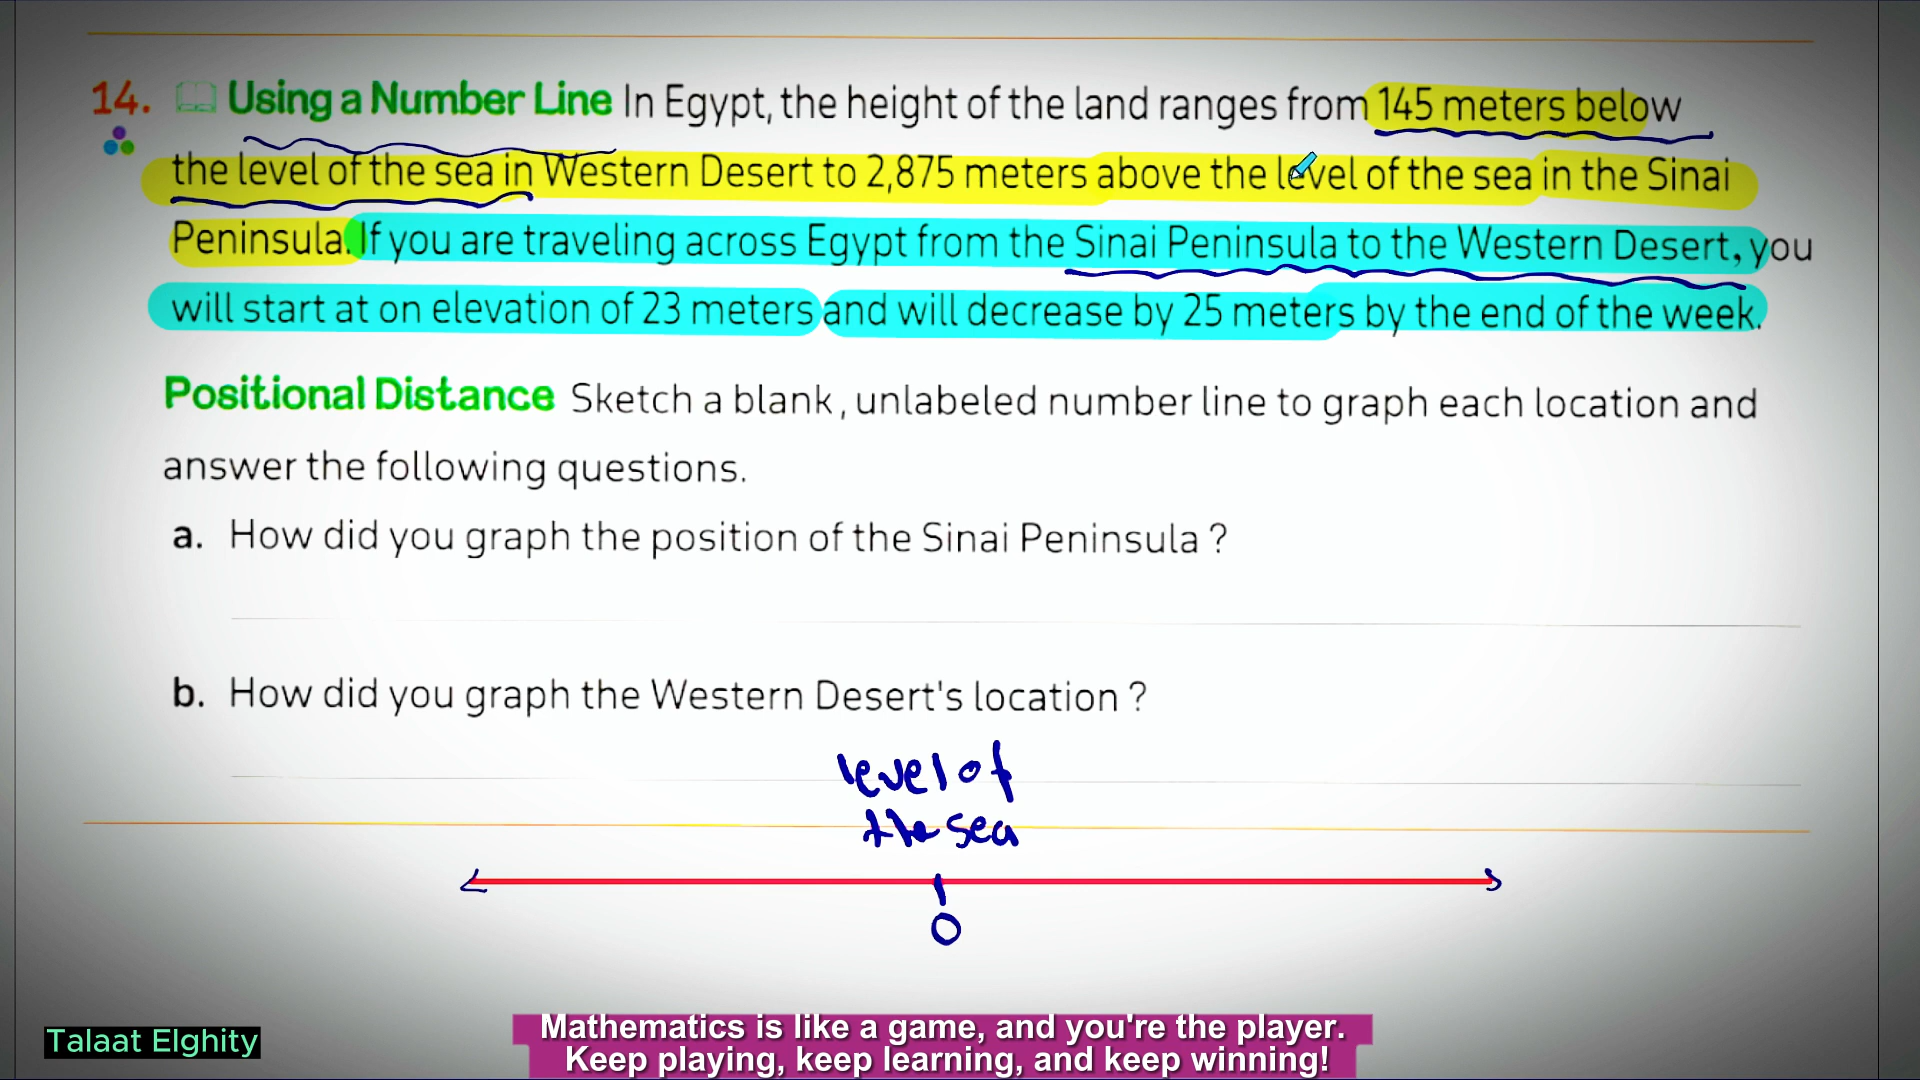 14. Using a Number Line In Egypt, the height of the land ranges from 145 meters below
the level of the sea in Western Desert to 2,875 meters above the level of the sea in the Sinai
Peninsula. If you are traveling across Egypt from the Sinai Peninsula to the Western Desert, you
will start at on elevation of 23 meters and will decrease by 25 meters by the end of the week.
Positional Distance Sketch a blank, unlabeled number line to graph each location and
answer the following questions.
a. How did you graph the position of the Sinai Peninsula ?
b. How did you graph the Western Desert's location ?
level of
the sea
0
Talaat Elghity
Mathematics is like a game, and you're the player.
Keep playing, keep learning, and keep winning!